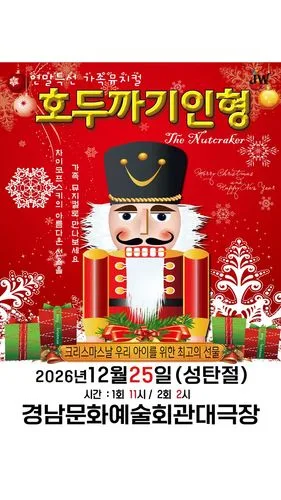 연말특선 가족뮤지컬
JW
호두까기인형
The Nutcraker
Merry Christmas
and
Happy New Year
차이코프스키의 아름다운 선율을
가족 뮤지컬로 만나보세요
크리스마스날 우리 아이를 위한 최고의 선물
2026년12월25일(성탄절)
시간 : 1회 11시 / 2회 2시
경남문화예술회관대극장